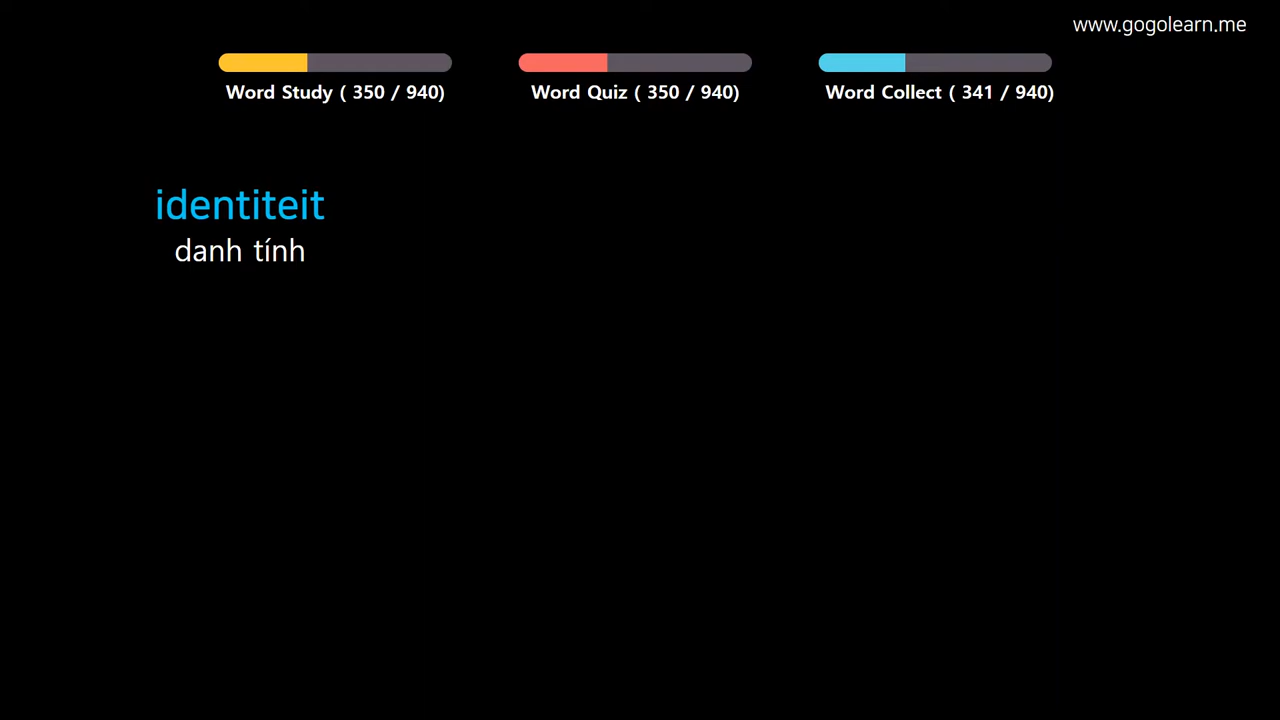 www.gogolearn.me
Word Study ( 350 / 940)
Word Quiz ( 350 / 940)
Word Collect ( 341 / 940)
identiteit
danh tính